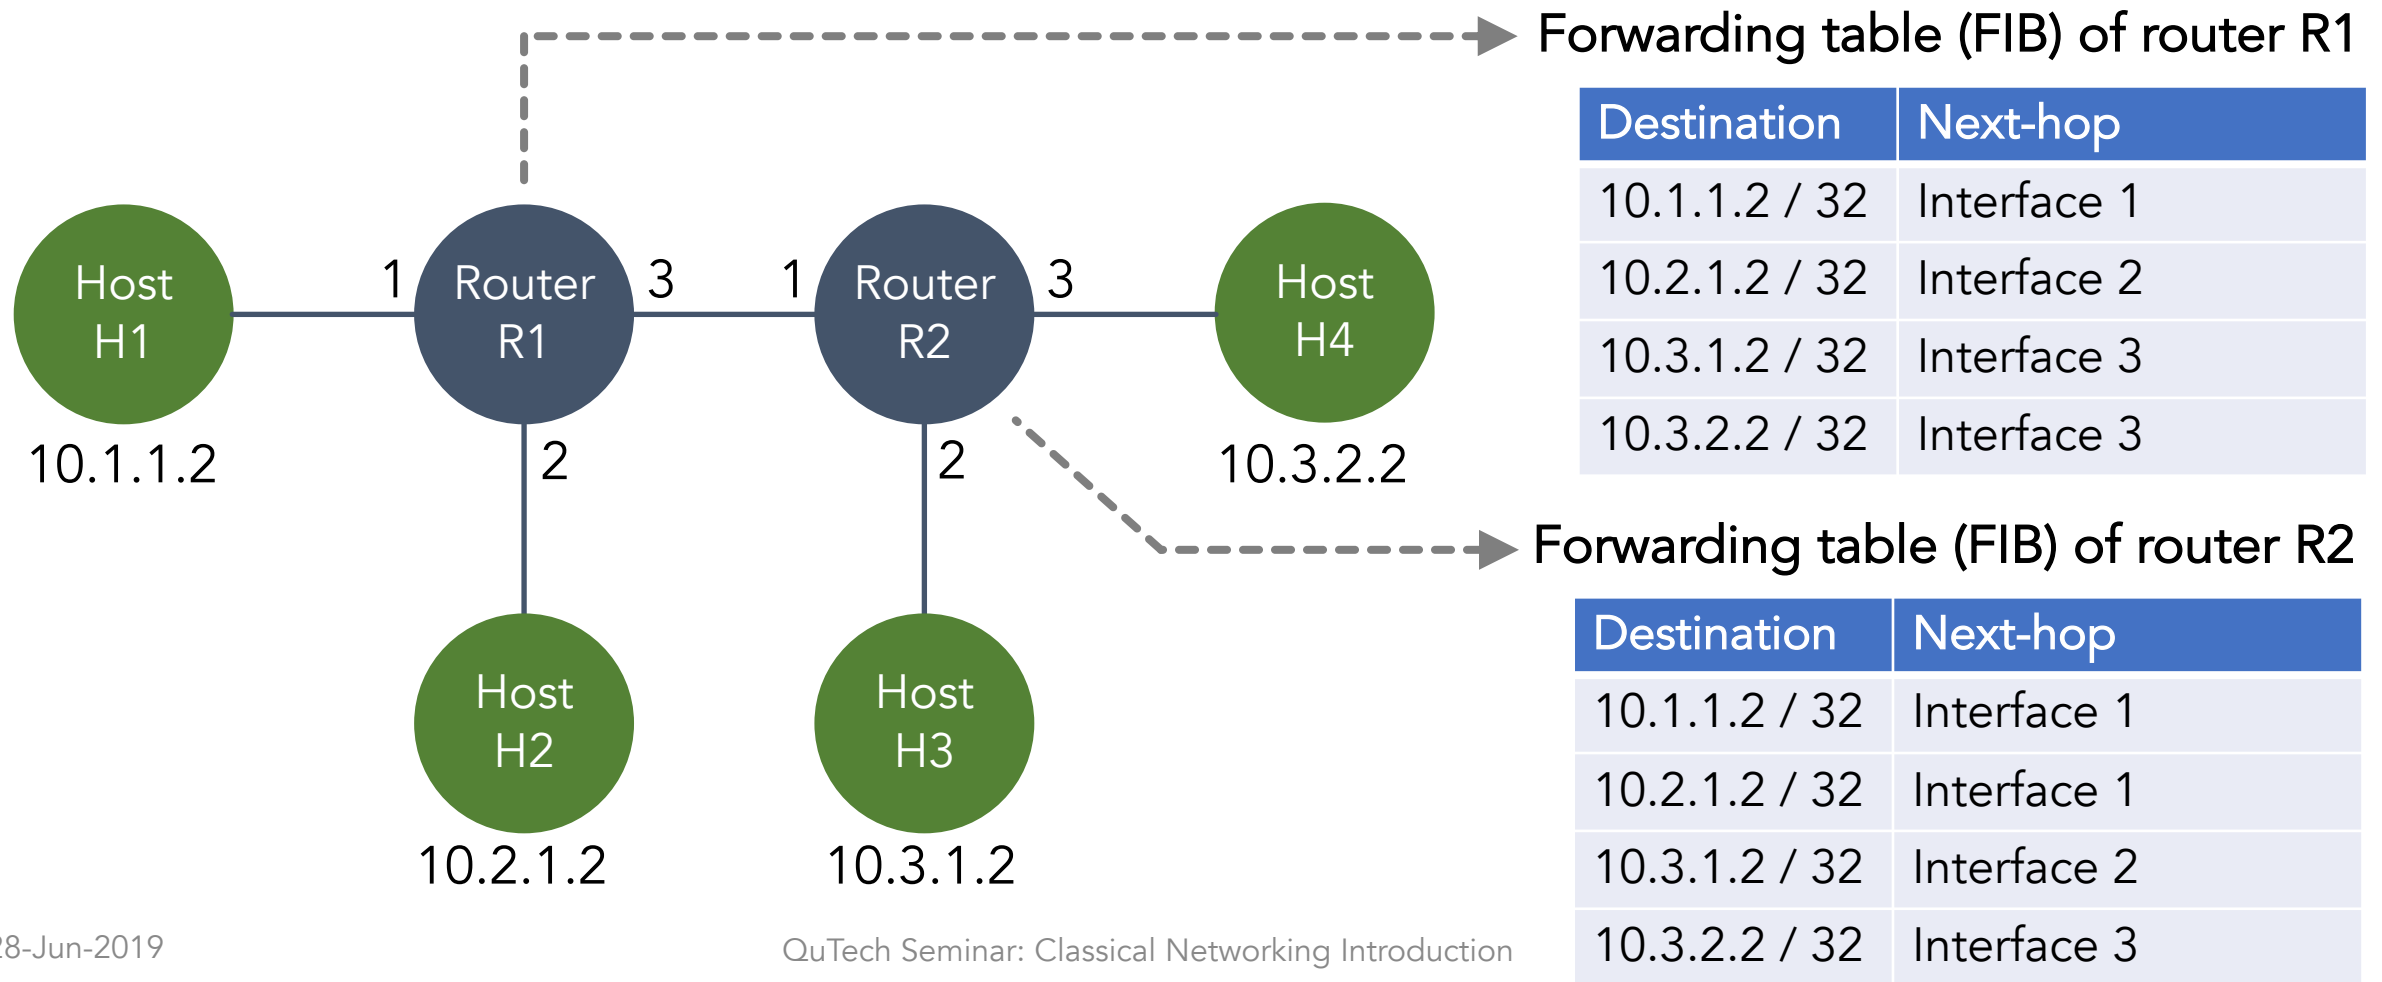 Forwarding table (FIB) of router R1
Destination Next-hop
10.1.1.2 / 32 Interface 1
10.2.1.2 / 32 Interface 2
10.3.1.2 / 32 Interface 3
10.3.2.2 / 32 Interface 3
Host
H1
1
Router
R1
3
1
Router
R2
3
Host
H4
10.1.1.2
2
2
10.3.2.2
Host
H2
Host
H3
10.2.1.2
10.3.1.2
Forwarding table (FIB) of router R2
Destination Next-hop
10.1.1.2 / 32 Interface 1
10.2.1.2 / 32 Interface 1
10.3.1.2 / 32 Interface 2
10.3.2.2 / 32 Interface 3
28-Jun-2019
QuTech Seminar: Classical Networking Introduction